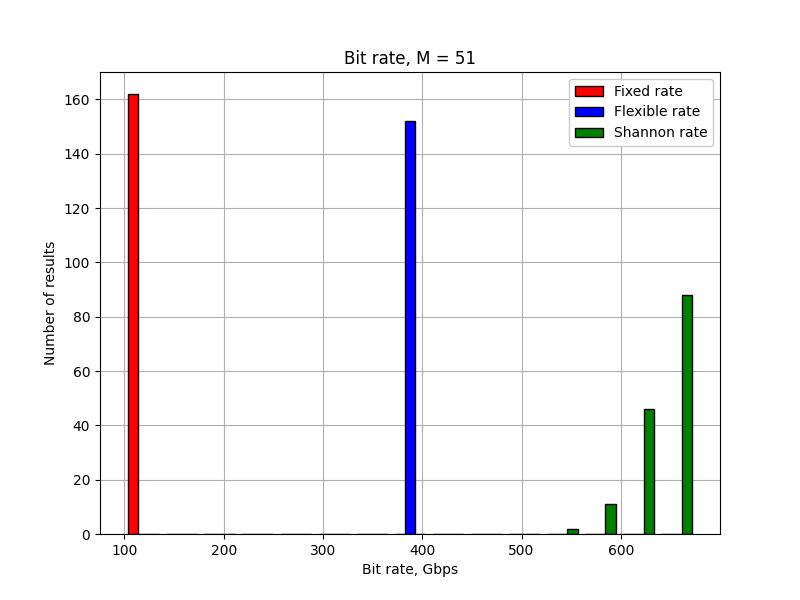 Bit rate, M = 51
Fixed rate
Flexible rate
Shannon rate
160
140
120
100
80
60
40
20
0
Number of results
100 200 300 400 500 600
Bit rate, Gbps